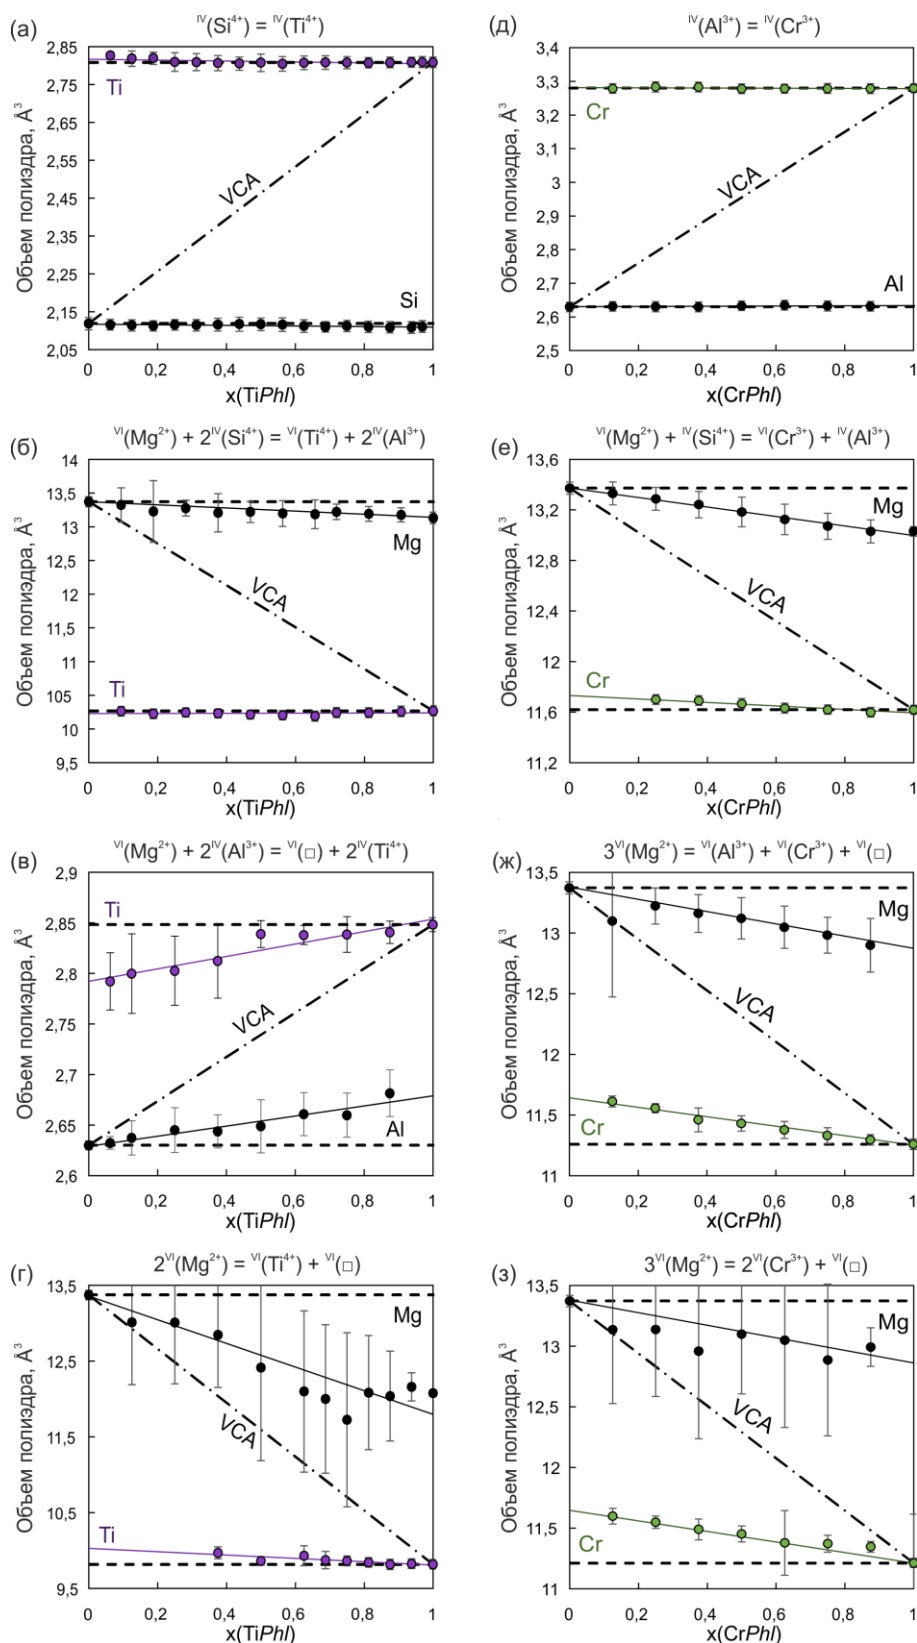 (а) ᴵⱽ(Si⁴⁺) = ᴵⱽ(Ti⁴⁺)
Объем полиэдра, Å³
2,85
2,75
2,65
2,55
2,45
2,35
2,25
2,15
2,05
Ti
VCA
Si
0 0,2 0,4 0,6 0,8 1
x(TiPhl)
(д) ᴵⱽ(Al³⁺) = ᴵⱽ(Cr³⁺)
Объем полиэдра, Å³
3,4
3,3
3,2
3,1
3
2,9
2,8
2,7
2,6
2,5
Cr
VCA
Al
0 0,2 0,4 0,6 0,8 1
x(CrPhl)
(б) ⱽᴵ(Mg²⁺) + 2ᴵⱽ(Si⁴⁺) = ⱽᴵ(Ti⁴⁺) + 2ᴵⱽ(Al³⁺)
Объем полиэдра, Å³
14
13,5
13
12,5
12
11,5
11
105
10
9,5
Mg
VCA
Ti
0 0,2 0,4 0,6 0,8 1
x(TiPhl)
(е) ⱽᴵ(Mg²⁺) + ᴵⱽ(Si⁴⁺) = ⱽᴵ(Cr³⁺) + ᴵⱽ(Al³⁺)
Объем полиэдра, Å³
13,6
13,2
12,8
12,4
12
11,6
11,2
Mg
VCA
Cr
0 0,2 0,4 0,6 0,8 1
x(CrPhl)
(в) ⱽᴵ(Mg²⁺) + 2ᴵⱽ(Al³⁺) = ⱽᴵ(□) + 2ᴵⱽ(Ti⁴⁺)
Объем полиэдра, Å³
2,9
2,85
2,8
2,75
2,7
2,65
2,6
Ti
VCA
Al
0 0,2 0,4 0,6 0,8 1
x(TiPhl)
(ж) 3ⱽᴵ(Mg²⁺) = ⱽᴵ(Al³⁺) + ⱽᴵ(Cr³⁺) + ⱽᴵ(□)
Объем полиэдра, Å³
13,5
13
12,5
12
11,5
11
Mg
VCA
Cr
0 0,2 0,4 0,6 0,8 1
x(CrPhl)
(г) 2ⱽᴵ(Mg²⁺) = ⱽᴵ(Ti⁴⁺) + ⱽᴵ(□)
Объем полиэдра, Å³
13,5
12,5
11,5
10,5
9,5
Mg
VCA
Ti
0 0,2 0,4 0,6 0,8 1
x(TiPhl)
(з) 3ⱽᴵ(Mg²⁺) = 2ⱽᴵ(Cr³⁺) + ⱽᴵ(□)
Объем полиэдра, Å³
13,5
13
12,5
12
11,5
11
Mg
VCA
Cr
0 0,2 0,4 0,6 0,8 1
x(CrPhl)